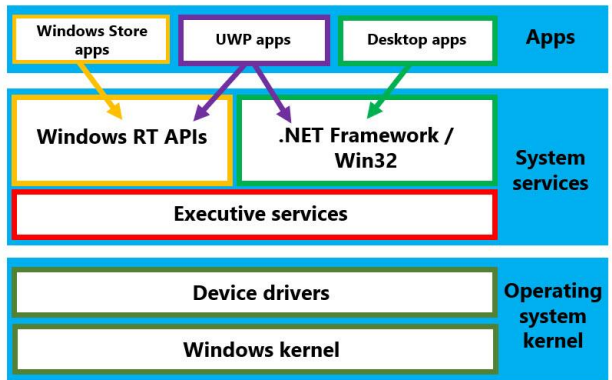 Windows Store
apps
UWP apps
Desktop apps
Apps
Windows RT APIs
.NET Framework /
Win32
System
services
Executive services
Device drivers
Windows kernel
Operating
system
kernel